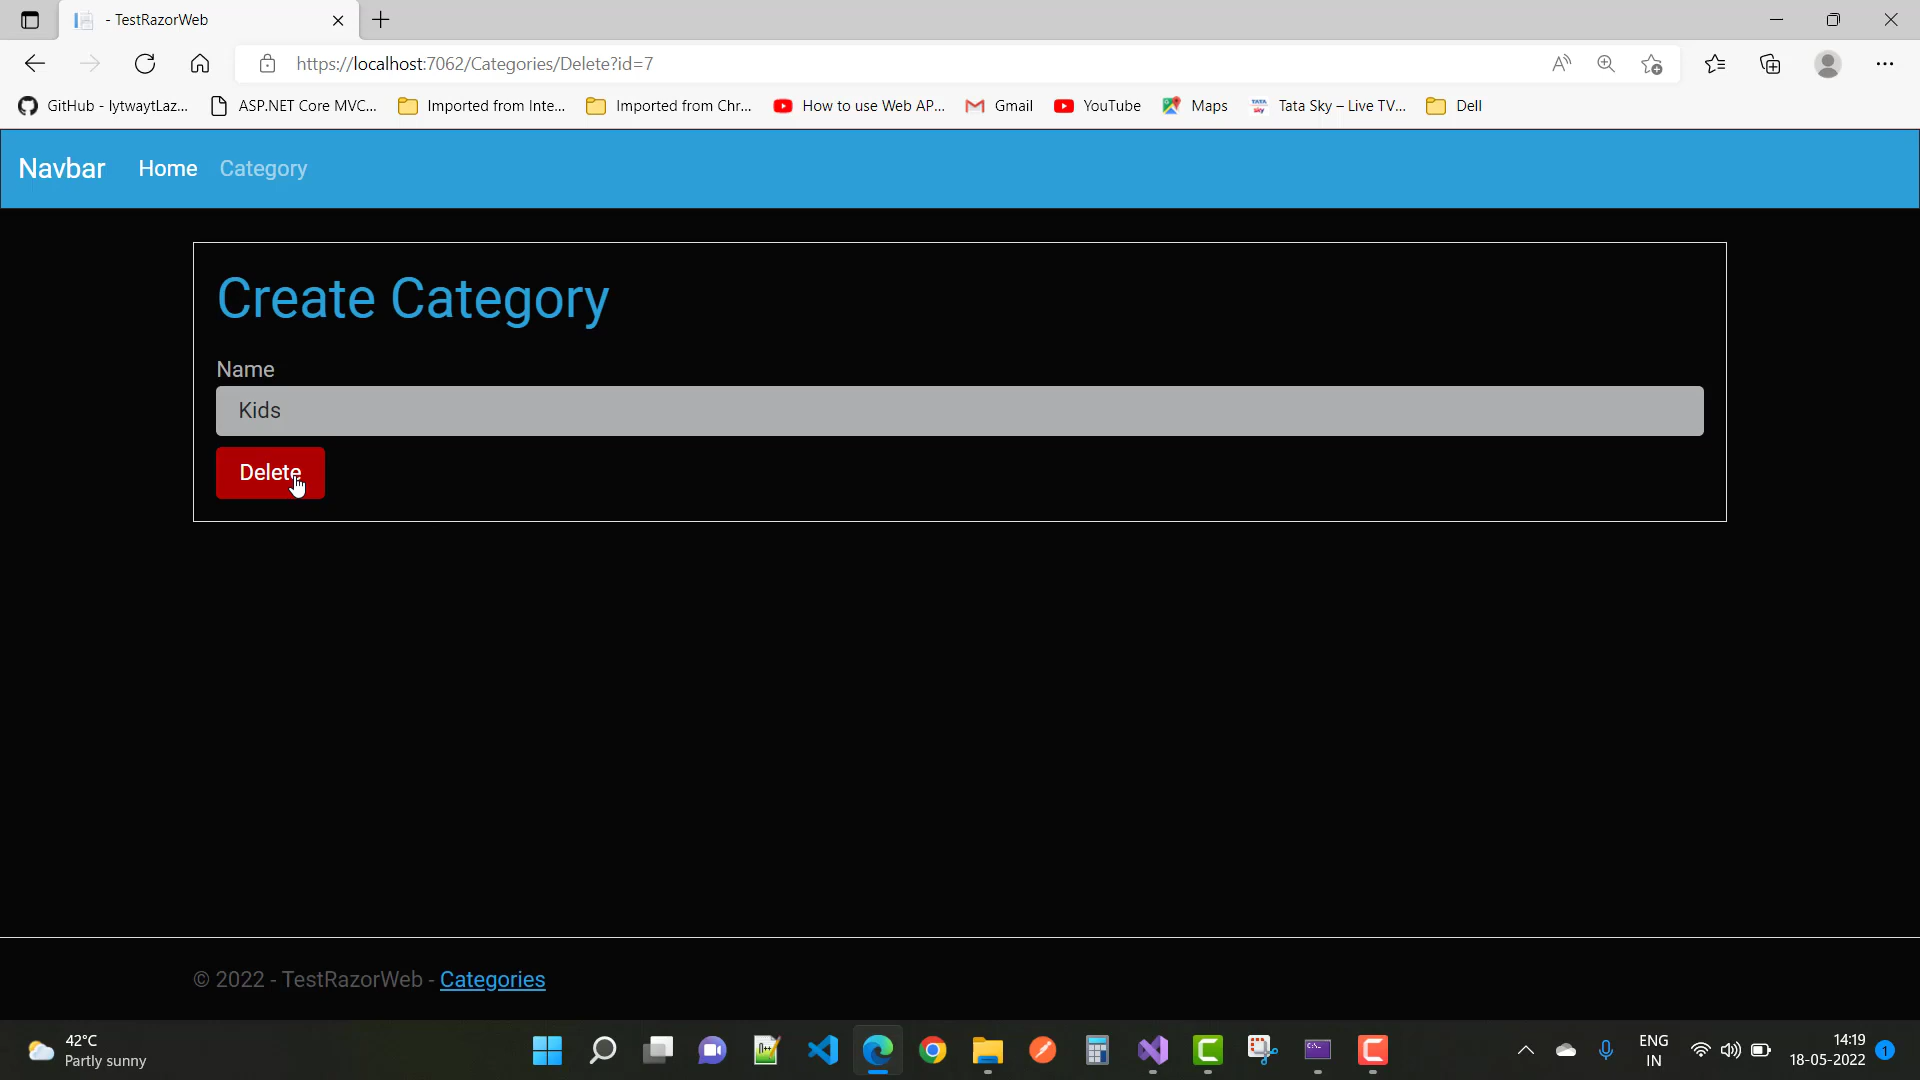 - TestRazorWeb
https://localhost:7062/Categories/Delete?id=7
GitHub - lytwaytLaz... ASP.NET Core MVC... Imported from Inte... Imported from Chr... How to use Web AP... Gmail YouTube Maps Tata Sky – Live TV... Dell
Navbar Home Category
Create Category
Name
Kids
Delete
© 2022 - TestRazorWeb - Categories
42°C
Partly sunny
ENG
IN
14:19
18-05-2022
1